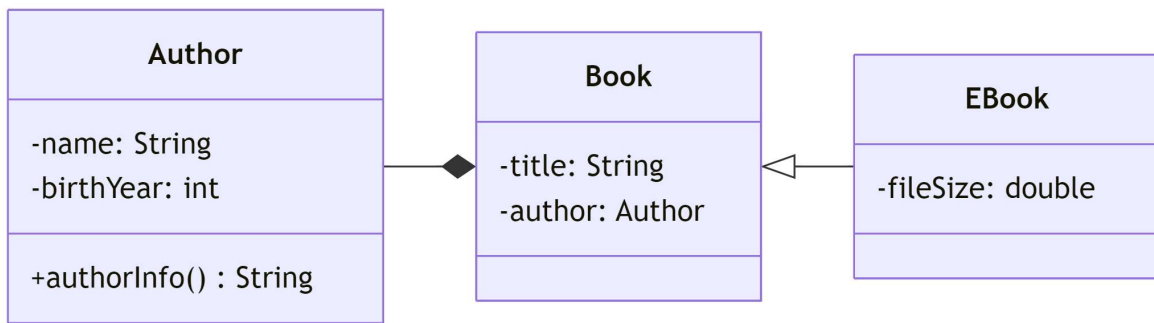 Author
-name: String
-birthYear: int
+authorInfo() : String
Book
-title: String
-author: Author
EBook
-fileSize: double